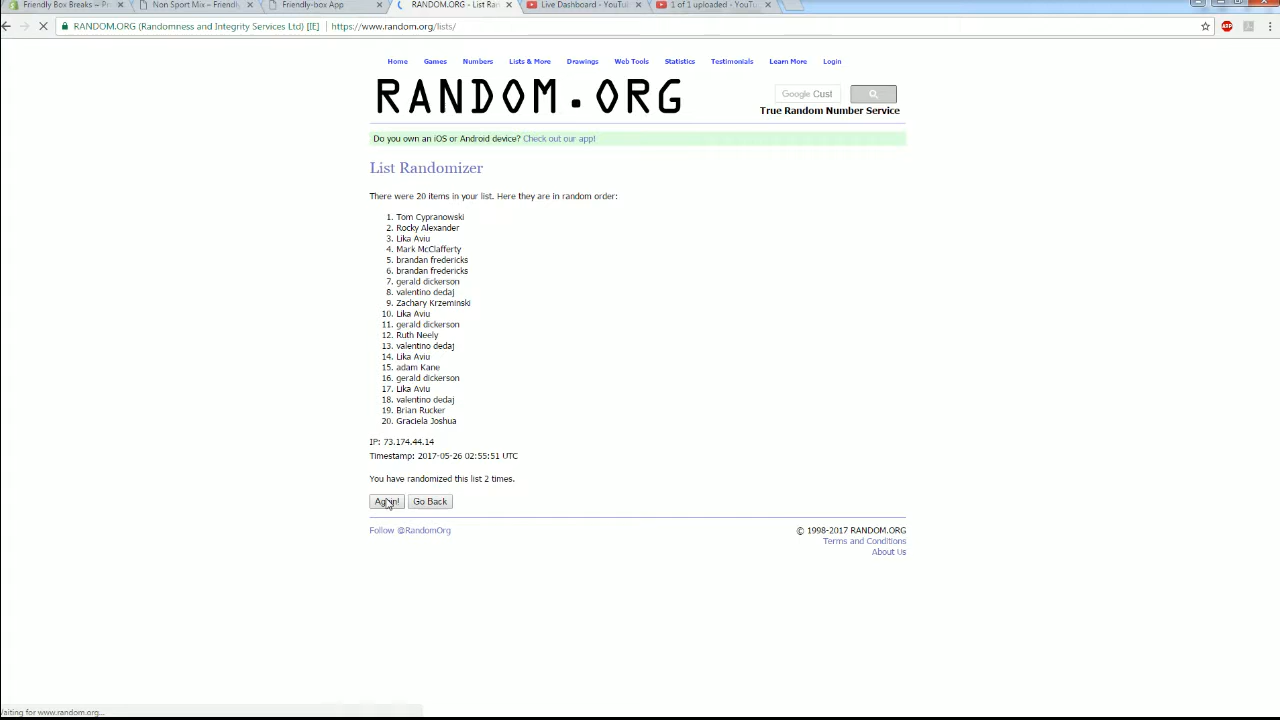 Friendly Box Breaks – Pr
Non Sport Mix – Friendly
Friendly-box App
RANDOM.ORG - List Ran
Live Dashboard - YouTu
1 of 1 uploaded - YouTu
RANDOM.ORG (Randomness and Integrity Services Ltd) [IE]
https://www.random.org/lists/
Home Games Numbers Lists & More Drawings Web Tools Statistics Testimonials Learn More Login
RANDOM.ORG
Google Cust
True Random Number Service
Do you own an iOS or Android device? Check out our app!
List Randomizer
There were 20 items in your list. Here they are in random order:
1. Tom Cypranowski
2. Rocky Alexander
3. Lika Aviu
4. Mark McClafferty
5. brandan fredericks
6. brandan fredericks
7. gerald dickerson
8. valentino dedaj
9. Zachary Krzeminski
10. Lika Aviu
11. gerald dickerson
12. Ruth Neely
13. valentino dedaj
14. Lika Aviu
15. adam Kane
16. gerald dickerson
17. Lika Aviu
18. valentino dedaj
19. Brian Rucker
20. Graciela Joshua
IP: 73.174.44.14
Timestamp: 2017-05-26 02:55:51 UTC
You have randomized this list 2 times.
Again! Go Back
Follow @RandomOrg
© 1998-2017 RANDOM.ORG
Terms and Conditions
About Us
Waiting for www.random.org...